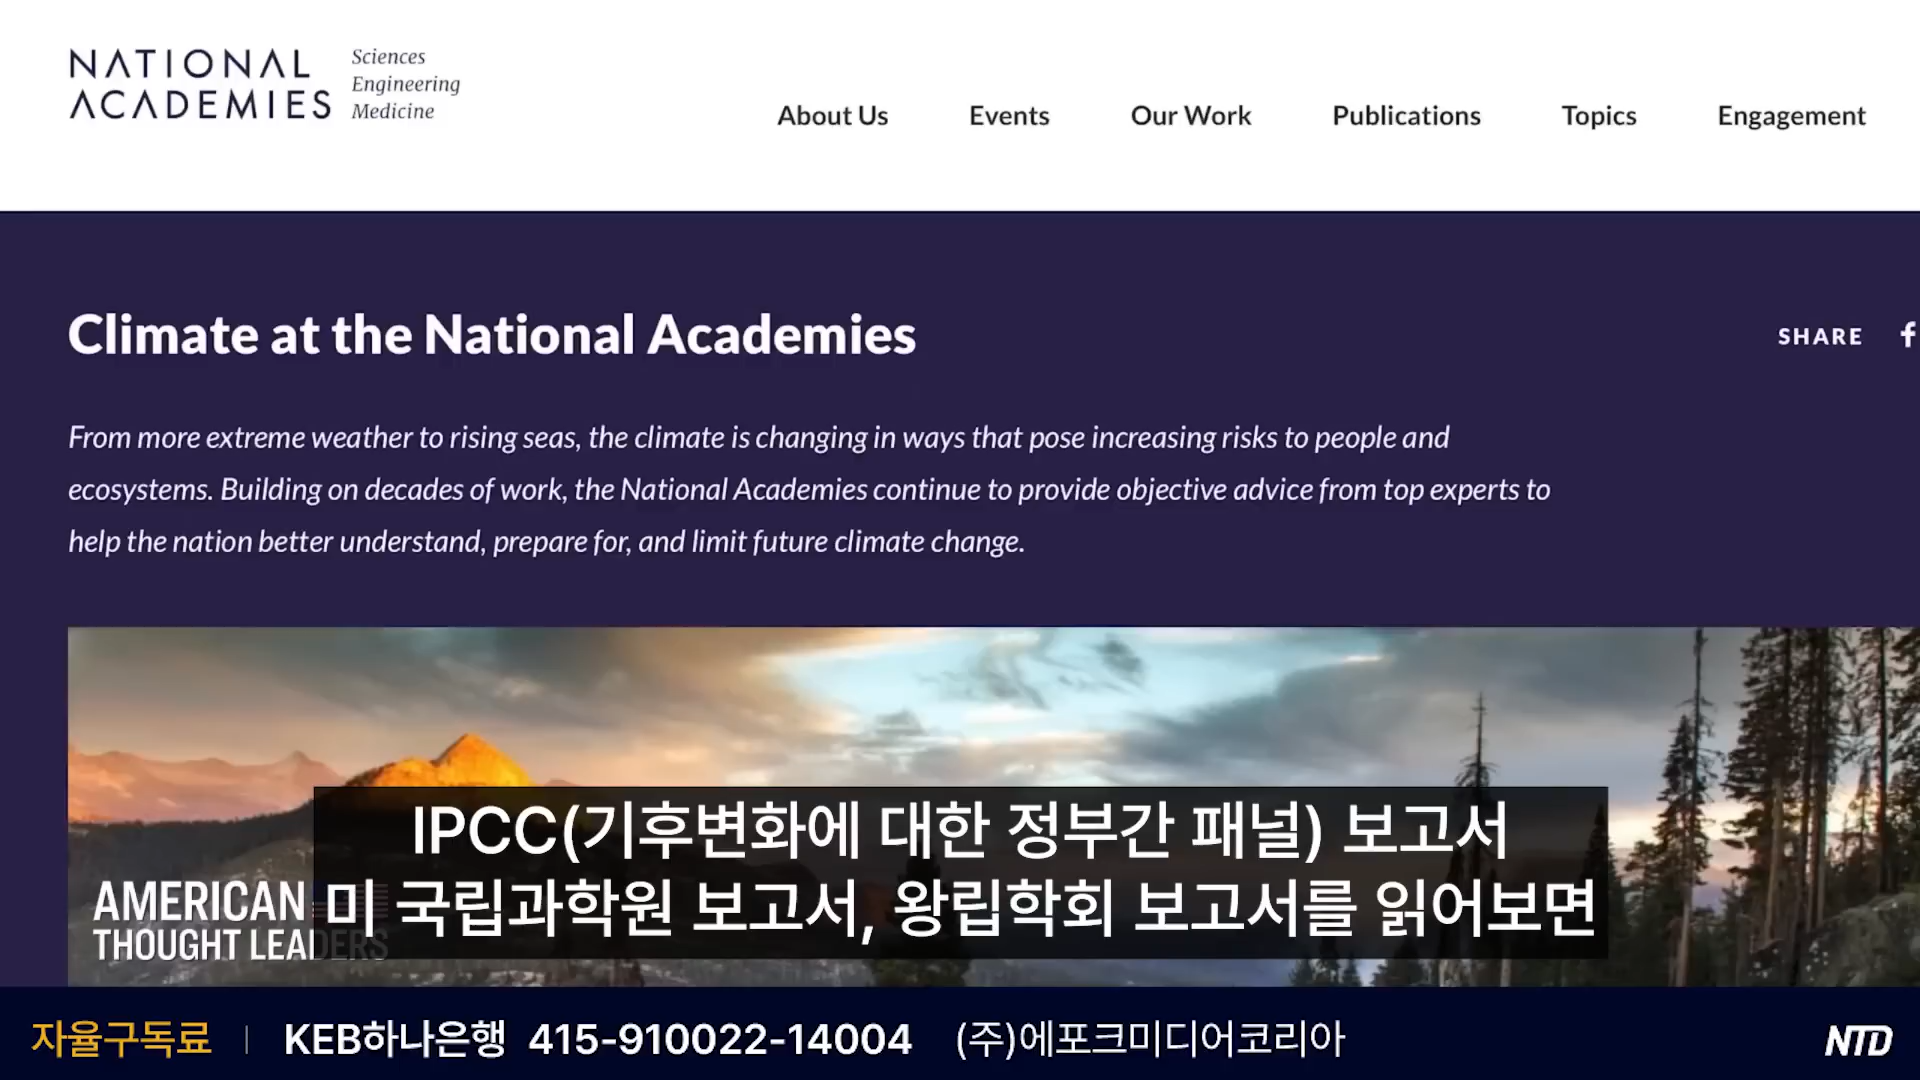 NATIONAL
ACADEMIES
Sciences
Engineering
Medicine
About Us
Events
Our Work
Publications
Topics
Engagement
Climate at the National Academies
SHARE
From more extreme weather to rising seas, the climate is changing in ways that pose increasing risks to people and
ecosystems. Building on decades of work, the National Academies continue to provide objective advice from top experts to
help the nation better understand, prepare for, and limit future climate change.
IPCC(기후변화에 대한 정부간 패널) 보고서
미 국립과학원 보고서, 왕립학회 보고서를 읽어보면
AMERICAN
THOUGHT LEADERS
자율구독료 | KEB하나은행 415-910022-14004 (주)에포크미디어코리아
NTD